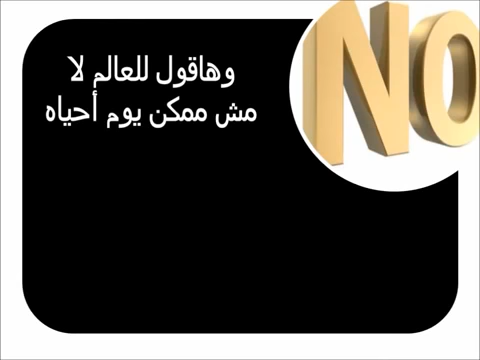 وهاقول للعالم لا
مش ممكن يوم أحياه
NO